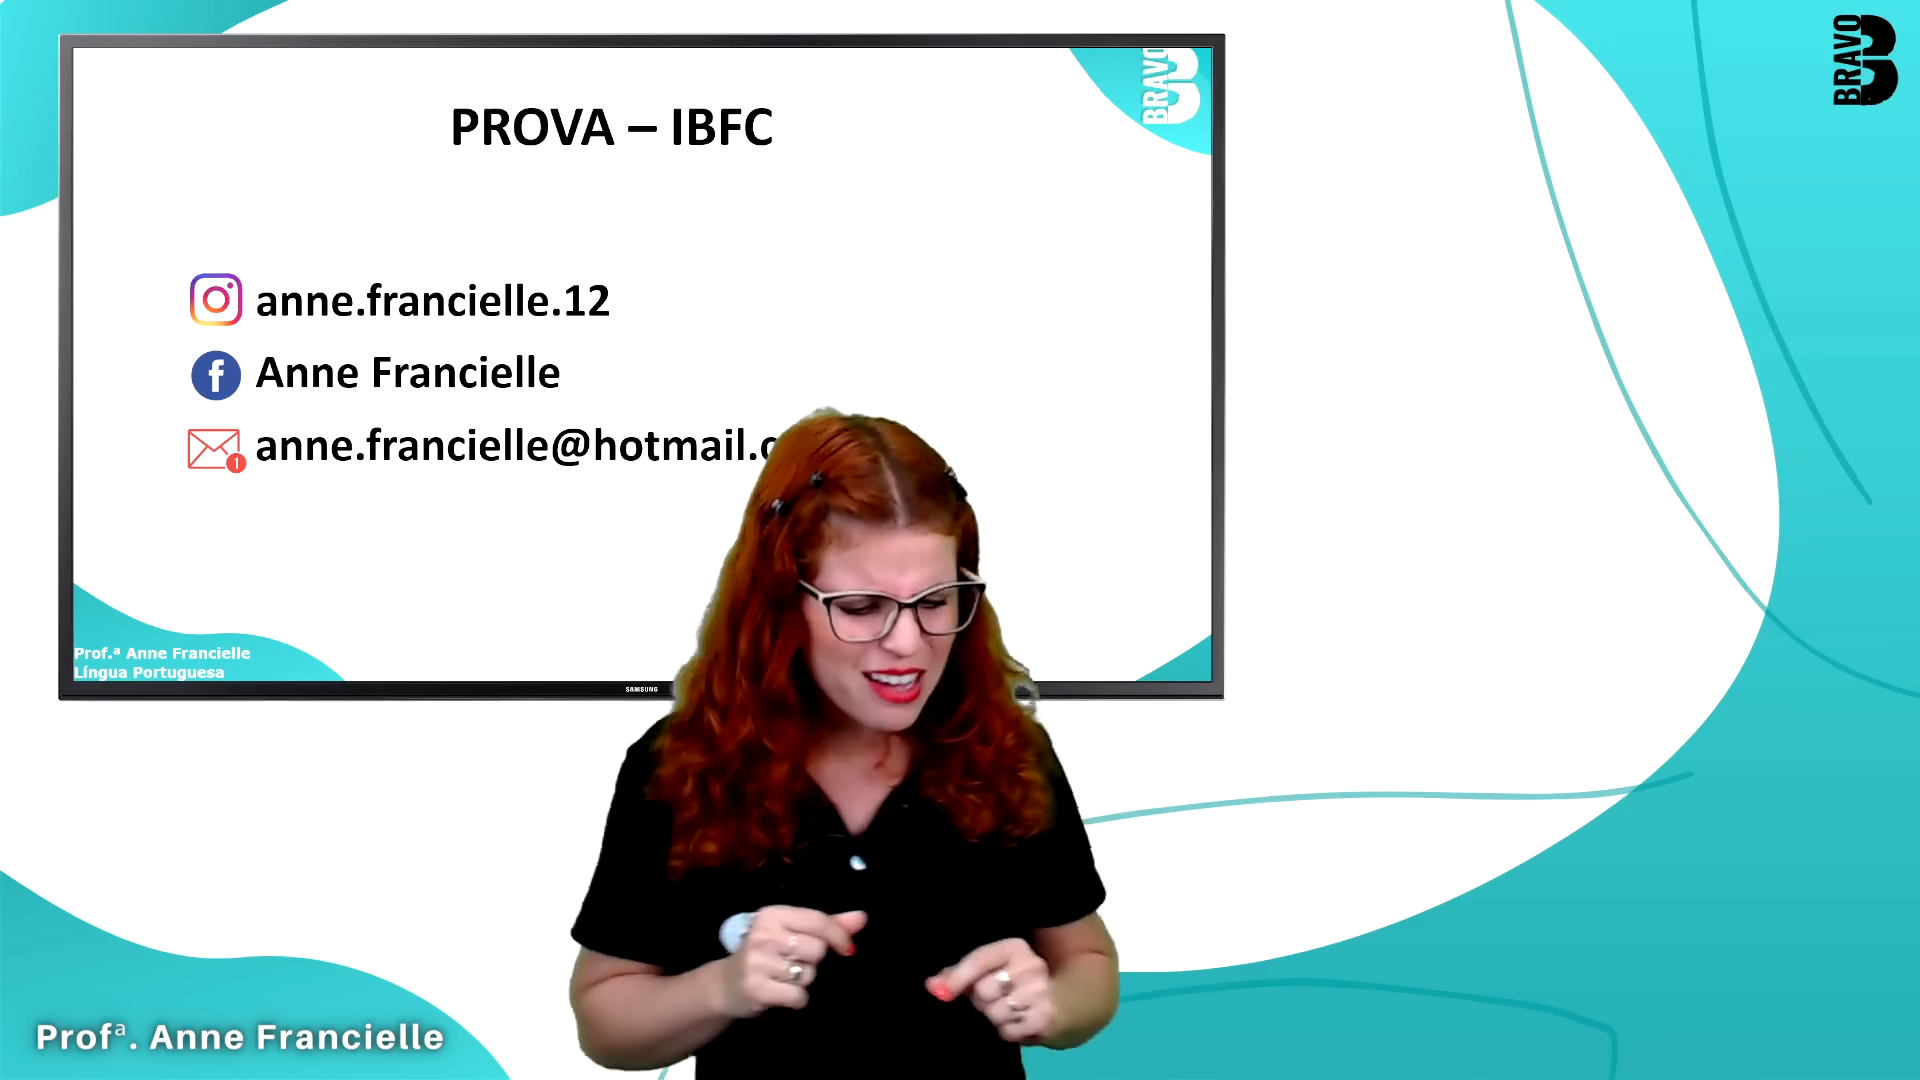 BRAVO
BRAVO
PROVA – IBFC
anne.francielle.12
Anne Francielle
anne.francielle@hotmail.c
Prof.ª Anne Francielle
Língua Portuguesa
SAMSUNG
Profª. Anne Francielle